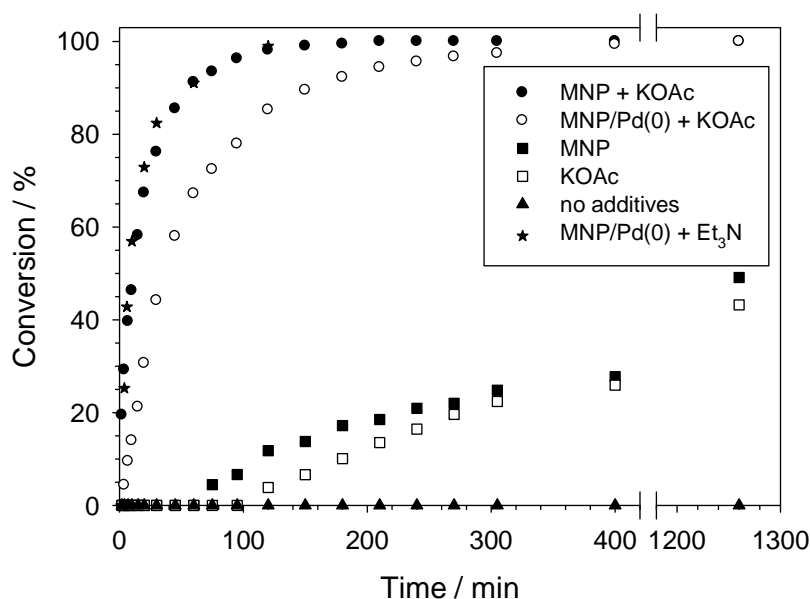 100
80
60
40
20
0
Conversion / %
MNP + KOAc
MNP/Pd(0) + KOAc
MNP
KOAc
no additives
MNP/Pd(0) + Et₃N
0 100 200 300 400 1200 1300
Time / min